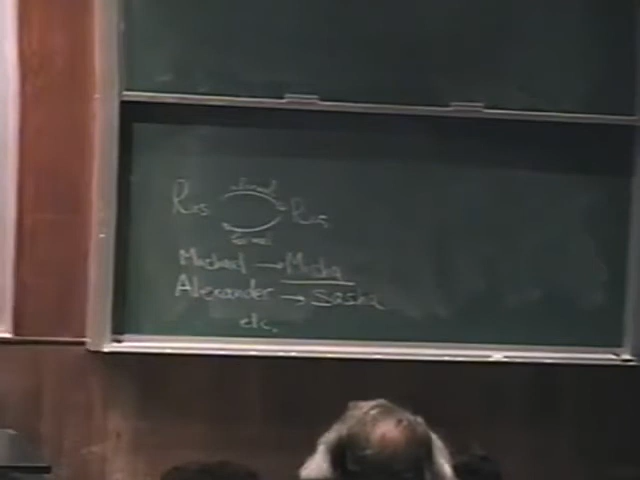 Rus Rus
Michael → Misha
Alexander → Sasha
etc.